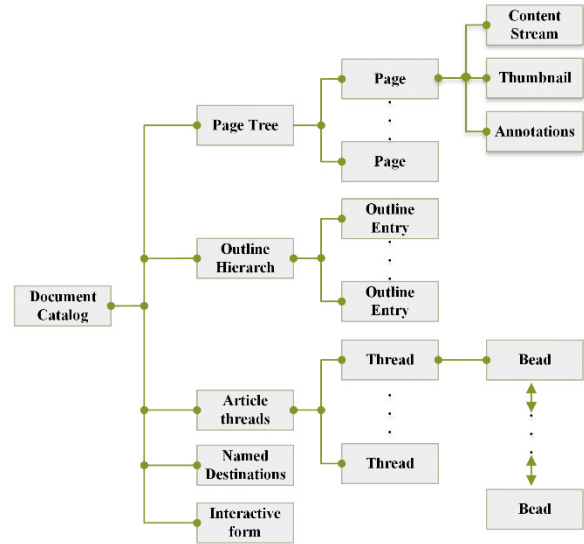 Content
Stream
Page
Thumbnail
Page Tree
Annotations
Page
Outline
Entry
Outline
Hierarch
Document
Catalog
Outline
Entry
Thread
Bead
Article
threads
Named
Destinations
Thread
Interactive
form
Bead